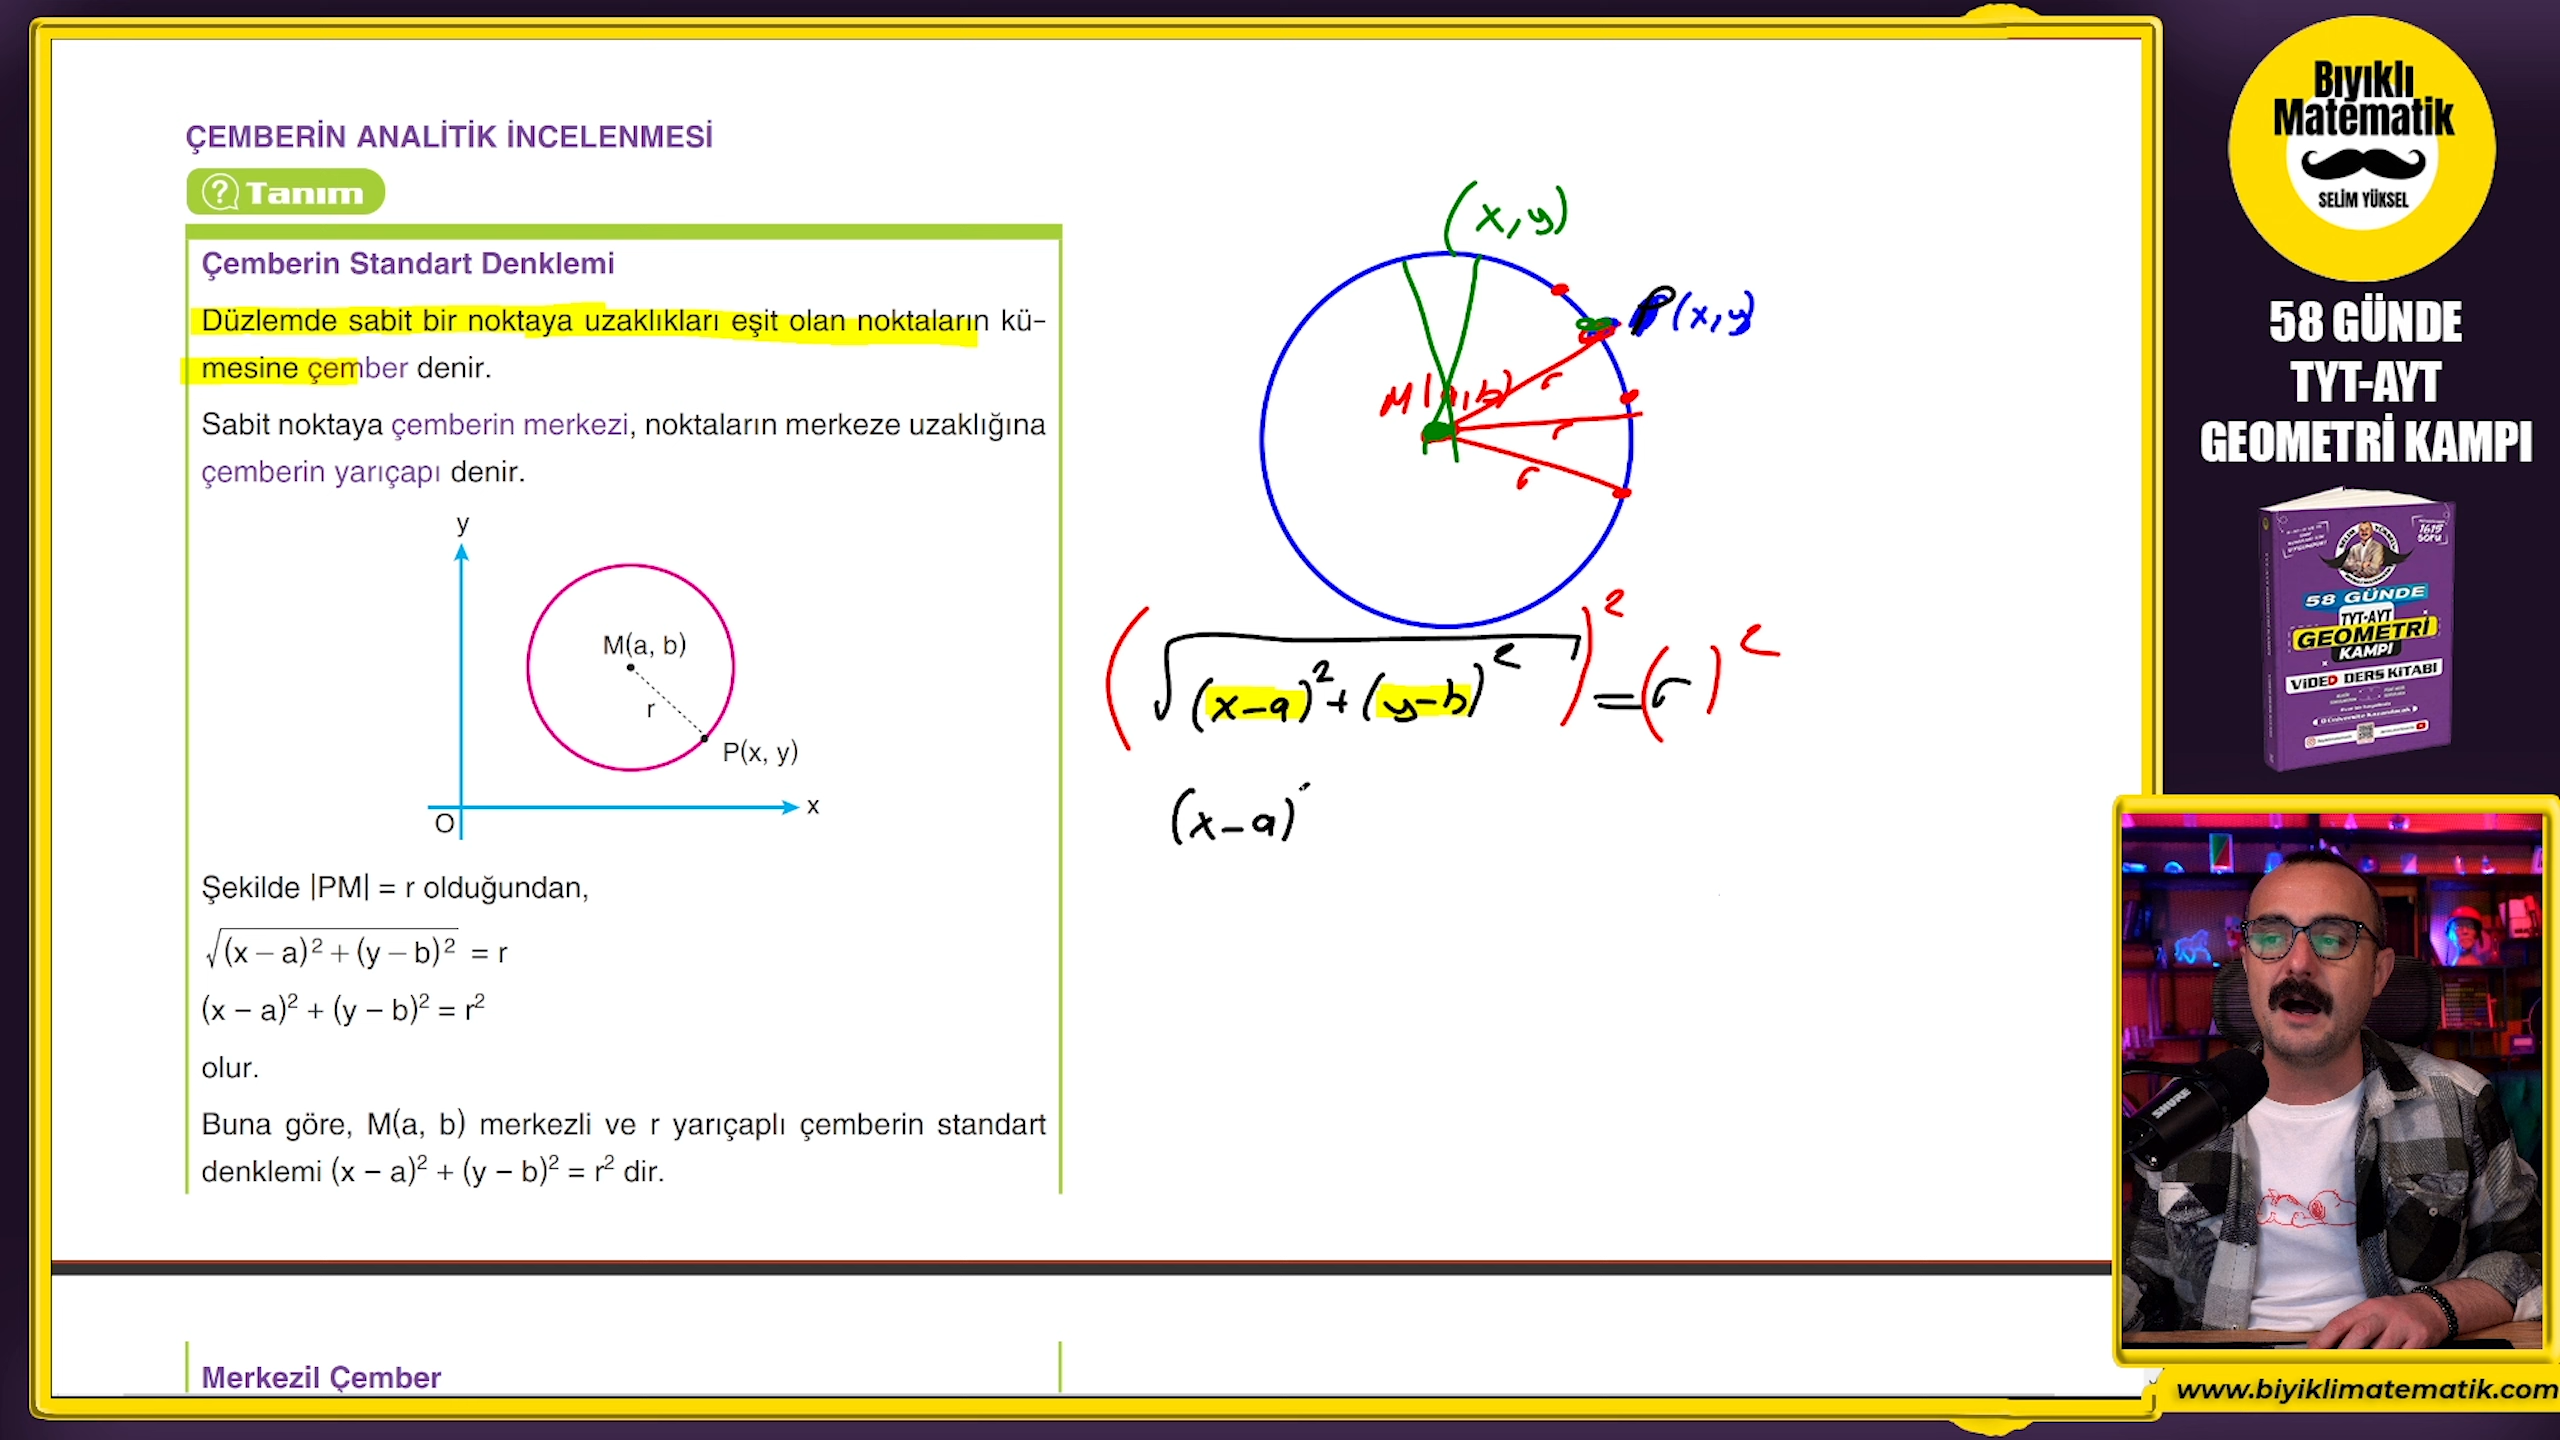 ÇEMBERİN ANALİTİK İNCELENMESİ
? Tanım
Çemberin Standart Denklemi
Düzlemde sabit bir noktaya uzaklıkları eşit olan noktaların kü-
mesine çember denir.
Sabit noktaya çemberin merkezi, noktaların merkeze uzaklığına
çemberin yarıçapı denir.
y
M(a, b)
r
P(x, y)
x
O
Şekilde |PM| = r olduğundan,
√(x – a)² + (y – b)² = r
(x – a)² + (y – b)² = r²
olur.
Buna göre, M(a, b) merkezli ve r yarıçaplı çemberin standart
denklemi (x – a)² + (y – b)² = r² dir.
Merkezil Çember
(x,y)
P(x,y)
r
r
r
(√(x-a)²+(y-b)²)²=(r)²
(x-a)
Bıyıklı
Matematik
SELİM YÜKSEL
58 GÜNDE
TYT-AYT
GEOMETRİ KAMPI
1615
SORU
58 GÜNDE
TYT-AYT
GEOMETRİ
KAMPI
VİDEO DERS KİTABI
SHURE
www.biyiklimatematik.com